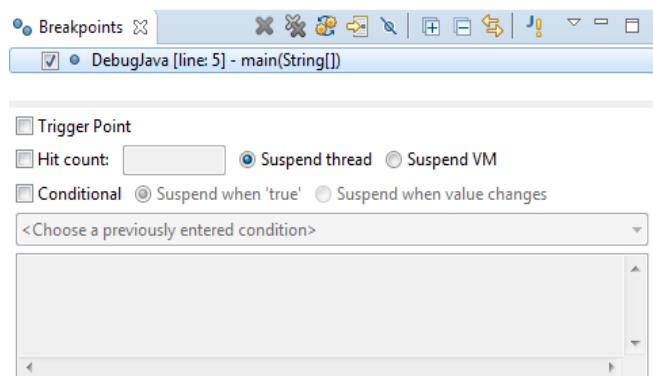 Breakpoints
DebugJava [line: 5] - main(String[])
Trigger Point
Hit count: Suspend thread Suspend VM
Conditional Suspend when 'true' Suspend when value changes
<Choose a previously entered condition>